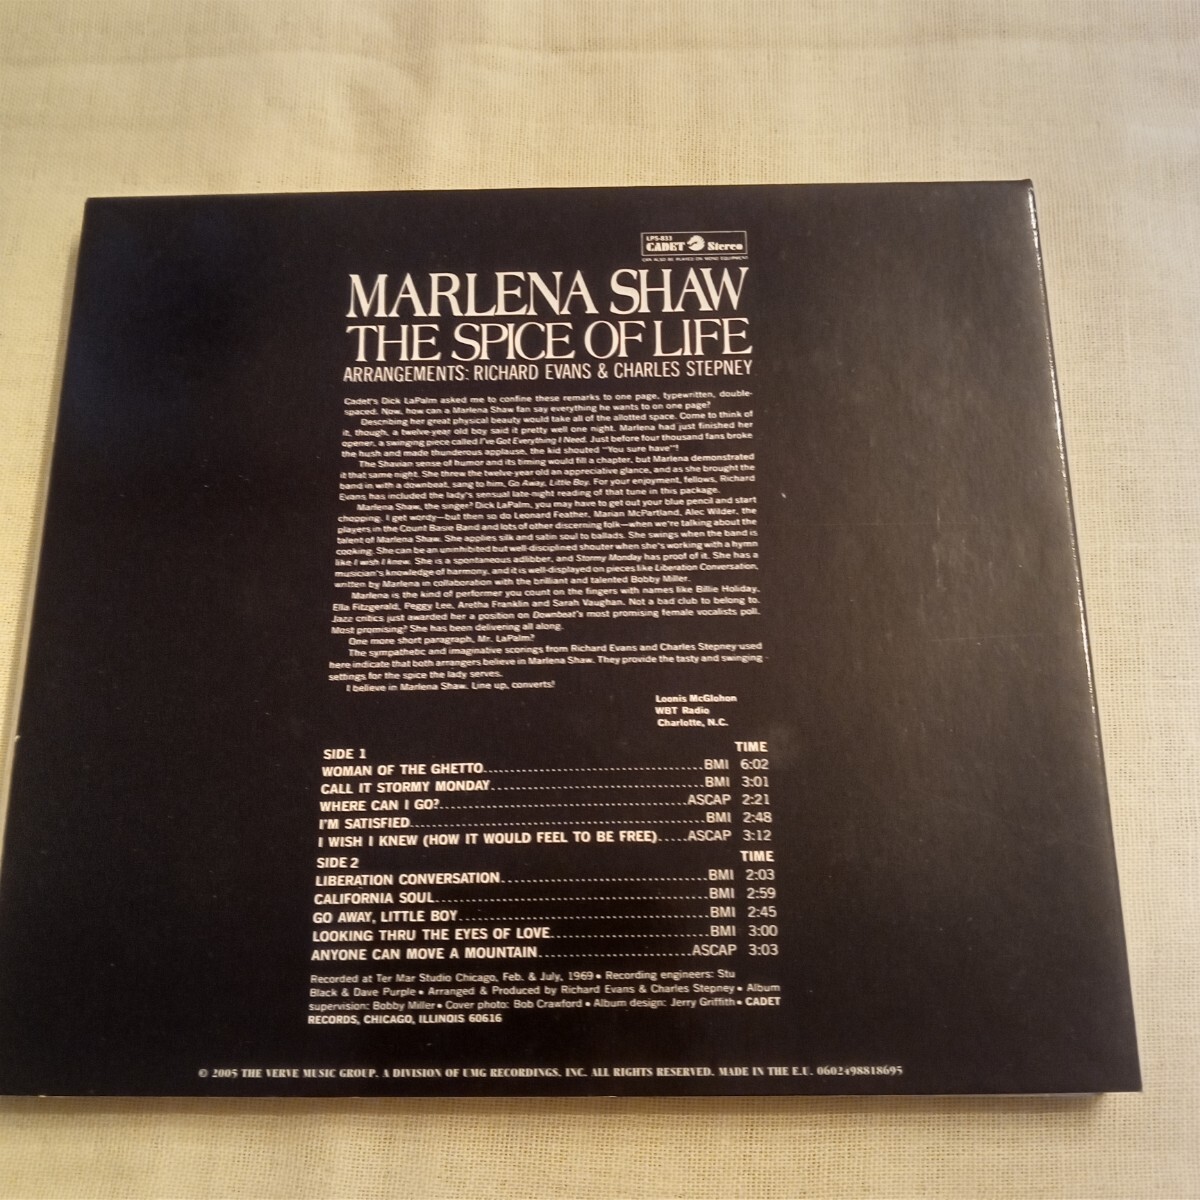 LPS-833
CADET Stereo
CAN ALSO BE PLAYED ON MONO EQUIPMENT
MARLENA SHAW
THE SPICE OF LIFE
ARRANGEMENTS: RICHARD EVANS & CHARLES STEPNEY
Cadet's Dick LaPalm asked me to confine these remarks to one page, typewritten, double-
spaced. Now, how can a Marlena Shaw fan say everything he wants to on one page?
Describing her great physical beauty would take all of the allotted space. Come to think of
it, though, a twelve-year old boy said it pretty well one night. Marlena had just finished her
opener, a swinging piece called I've Got Everything I Need. Just before four thousand fans broke
the hush and made thunderous applause, the kid shouted "You sure have"!
The Shavian sense of humor and its timing would fill a chapter, but Marlena demonstrated
it that same night. She threw the twelve year old an appreciative glance, and as she brought the
band in with a downbeat, sang to him, Go Away, Little Boy. For your enjoyment, fellows, Richard
Evans has included the lady's sensual late-night reading of that tune in this package.
Marlena Shaw, the singer? Dick LaPalm, you may have to get out your blue pencil and start
chopping. I get wordy—but then so do Leonard Feather, Marian McPartland, Alec Wilder, the
players in the Count Basie Band and lots of other discerning folk—when we're talking about the
talent of Marlena Shaw. She applies silk and satin soul to ballads. She swings when the band is
cooking. She can be an uninhibited but well-disciplined shouter when she's working with a hymn
like I wish I knew. She is a spontaneous adlibber, and Stormy Monday has proof of it. She has a
musician's knowledge of harmony, and it is well-displayed on pieces like Liberation Conversation,
written by Marlena in collaboration with the brilliant and talented Bobby Miller.
Marlena is the kind of performer you count on the fingers with names like Billie Holiday,
Ella Fitzgerald, Peggy Lee, Aretha Franklin and Sarah Vaughan. Not a bad club to belong to.
Jazz critics just awarded her a position on Downbeat's most promising female vocalists poll.
Most promising? She has been delivering all along.
One more short paragraph, Mr. LaPalm?
The sympathetic and imaginative scorings from Richard Evans and Charles Stepney used
here indicate that both arrangers believe in Marlena Shaw. They provide the tasty and swinging
settings for the spice the lady serves.
I believe in Marlena Shaw. Line up, converts!
Loonis McGlohon
WBT Radio
Charlotte, N.C.
SIDE 1 TIME
WOMAN OF THE GHETTO BMI 6:02
CALL IT STORMY MONDAY BMI 3:01
WHERE CAN I GO? ASCAP 2:21
I'M SATISFIED BMI 2:48
I WISH I KNEW (HOW IT WOULD FEEL TO BE FREE) ASCAP 3:12
SIDE 2 TIME
LIBERATION CONVERSATION BMI 2:03
CALIFORNIA SOUL BMI 2:59
GO AWAY, LITTLE BOY BMI 2:45
LOOKING THRU THE EYES OF LOVE BMI 3:00
ANYONE CAN MOVE A MOUNTAIN ASCAP 3:03
Recorded at Ter Mar Studio Chicago, Feb. & July, 1969 • Recording engineers: Stu
Black & Dave Purple • Arranged & Produced by Richard Evans & Charles Stepney • Album
supervision: Bobby Miller • Cover photo: Bob Crawford • Album design: Jerry Griffith • CADET
RECORDS, CHICAGO, ILLINOIS 60616
© 2005 THE VERVE MUSIC GROUP, A DIVISION OF UMG RECORDINGS, INC. ALL RIGHTS RESERVED. MADE IN THE E.U. 0602498818695